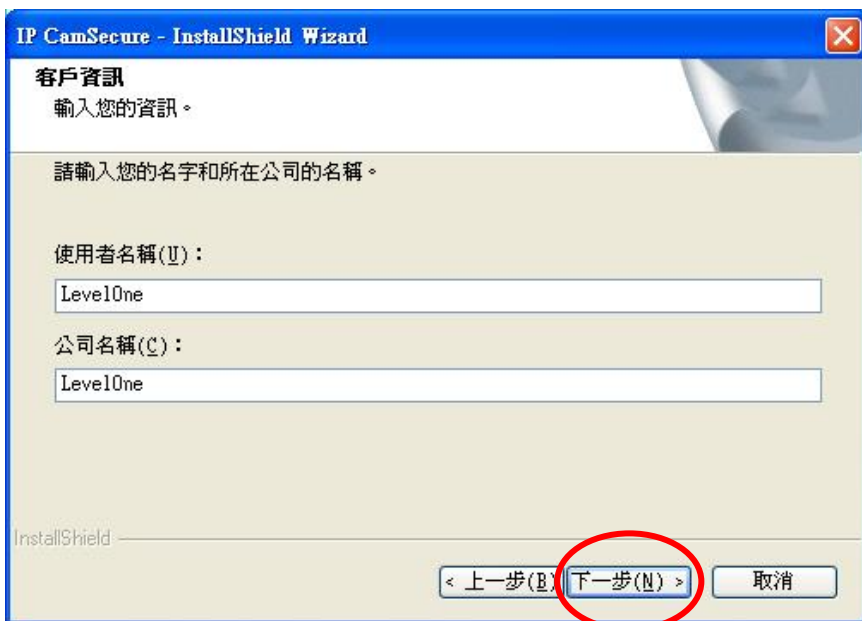 IP CamSecure - InstallShield Wizard
客戶資訊
輸入您的資訊。
請輸入您的名字和所在公司的名稱。
使用者名稱(U)：
LevelOne
公司名稱(C)：
LevelOne
InstallShield
< 上一步(B) 下一步(N) > 取消